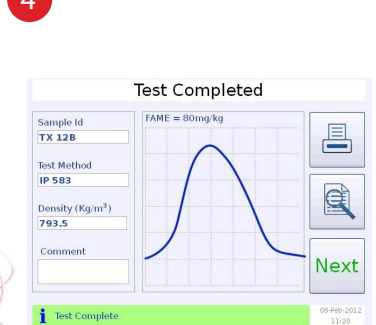 4
Test Completed
Sample Id
TX 12B
Test Method
IP 583
Density (Kg/m³)
793.5
Comment
FAME = 80mg/kg
Next
i Test Complete
06-Feb-2012
11:20